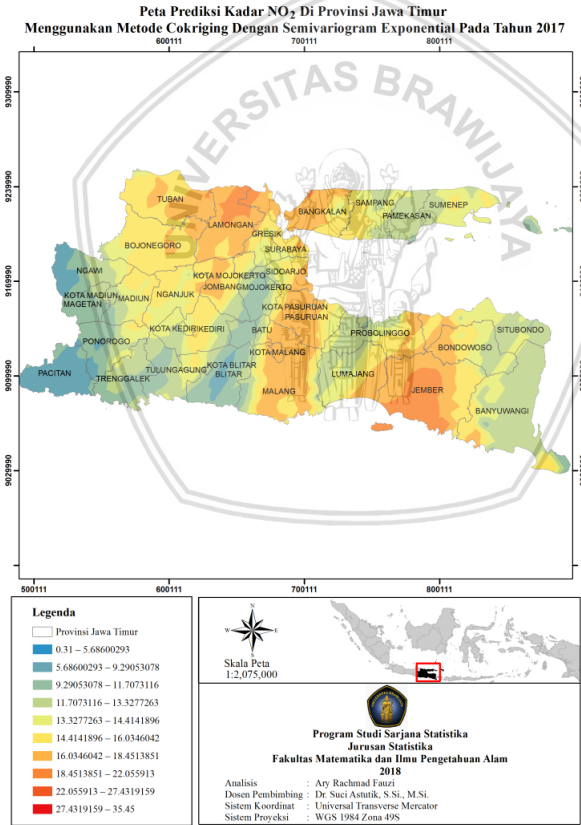 Peta Prediksi Kadar NO2 Di Provinsi Jawa Timur
Menggunakan Metode Cokriging Dengan Semivariogram Exponential Pada Tahun 2017
500111 600111 700111 800111
9309990
9239990
9169990
9099990
9029990
UNIVERSITAS BRAWIJAYA
TUBAN
LAMONGAN
BANGKALAN
SAMPANG
PAMEKASAN
SUMENEP
GRESIK
SURABAYA
BOJONEGORO
NGAWI
KOTA MOJOKERTO
SIDOARJO
JOMBANG
MOJOKERTO
KOTA MADIUN
MADIUN
MAGETAN
NGANJUK
KOTA PASURUAN
PASURUAN
KOTA KEDIRI
KEDIRI
BATU
PROBOLINGGO
SITUBONDO
PONOROGO
KOTA MALANG
BONDOWOSO
PACITAN
TRENGGALEK
TULUNGAGUNG
KOTA BLITAR
BLITAR
MALANG
LUMAJANG
JEMBER
BANYUWANGI
500111 600111 700111 800111
Legenda
Provinsi Jawa Timur
0.31 – 5.68600293
5.68600293 – 9.29053078
9.29053078 – 11.7073116
11.7073116 – 13.3277263
13.3277263 – 14.4141896
14.4141896 – 16.0346042
16.0346042 – 18.4513851
18.4513851 – 22.055913
22.055913 – 27.4319159
27.4319159 – 35.45
N
W E
S
Skala Peta
1:2,075,000
Program Studi Sarjana Statistika
Jurusan Statistika
Fakultas Matematika dan Ilmu Pengetahuan Alam
2018
Analisis : Ary Rachmad Fauzi
Dosen Pembimbing : Dr. Suci Astutik, S.Si., M.Si.
Sistem Koordinat : Universal Transverse Mercator
Sistem Proyeksi : WGS 1984 Zona 49S